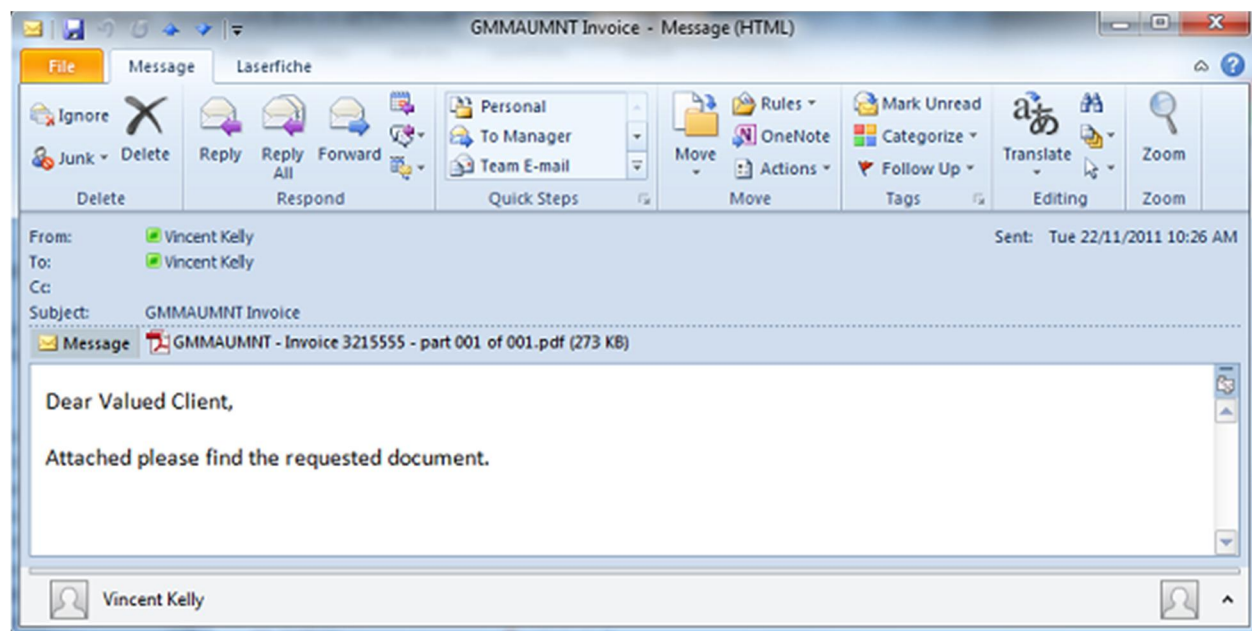 GMMAUMNT Invoice - Message (HTML)
File Message Laserfiche
Ignore
Junk
Delete
Reply
Reply All
Forward
Personal
To Manager
Team E-mail
Move
Rules
OneNote
Actions
Mark Unread
Categorize
Follow Up
Translate
Zoom
Delete Respond Quick Steps Move Tags Editing Zoom
From: Vincent Kelly Sent: Tue 22/11/2011 10:26 AM
To: Vincent Kelly
Cc:
Subject: GMMAUMNT Invoice
Message GMMAUMNT - Invoice 3215555 - part 001 of 001.pdf (273 KB)
Dear Valued Client,
Attached please find the requested document.
Vincent Kelly